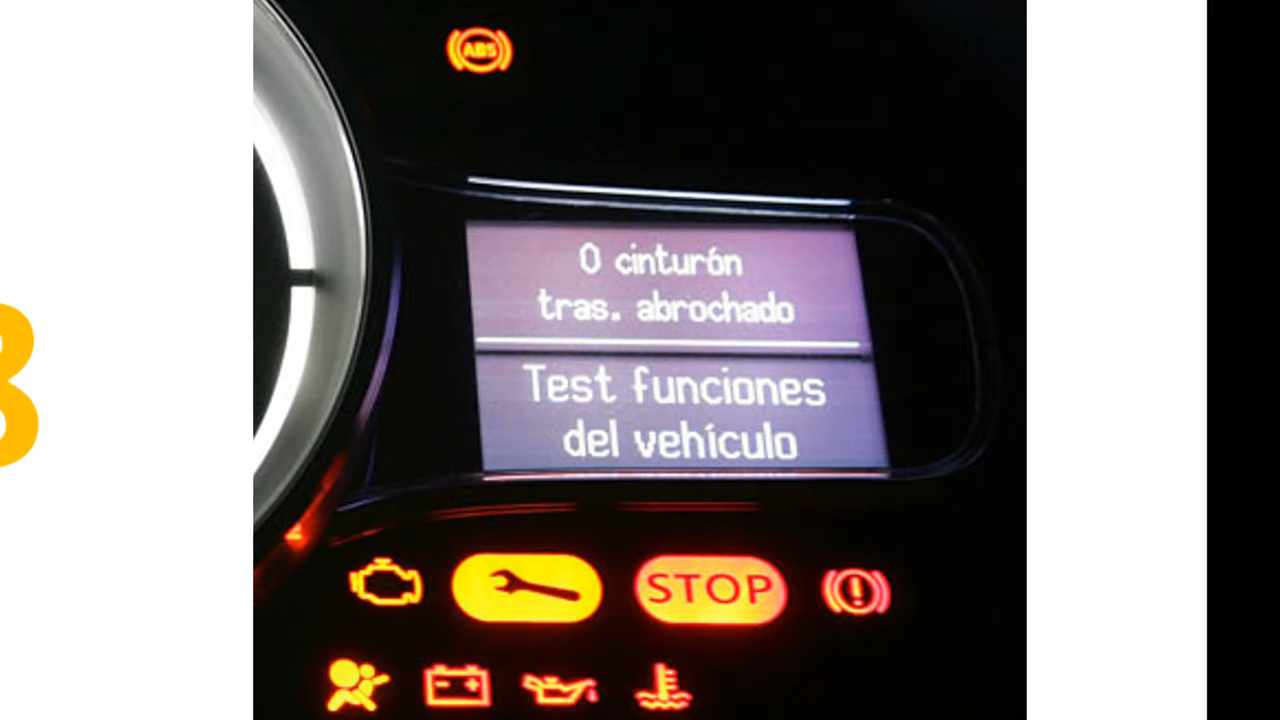 ABS
0 cinturón
tras. abrochado
Test funciones
del vehículo
STOP